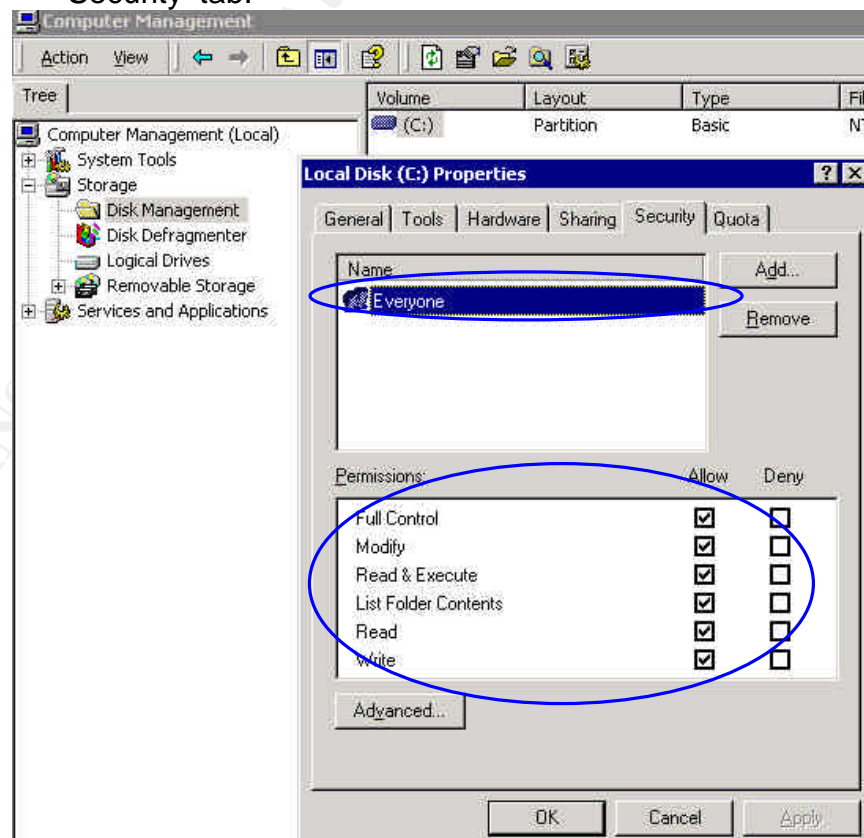 Security tab.
Computer Management
Action View
Tree
Volume Layout Type
(C:) Partition Basic
Computer Management (Local)
System Tools
Storage
Disk Management
Disk Defragmenter
Logical Drives
Removable Storage
Services and Applications
Local Disk (C:) Properties
General Tools Hardware Sharing Security Quota
Name
Everyone
Add...
Remove
Permissions: Allow Deny
Full Control
Modify
Read & Execute
List Folder Contents
Read
Write
Advanced...
OK Cancel Apply